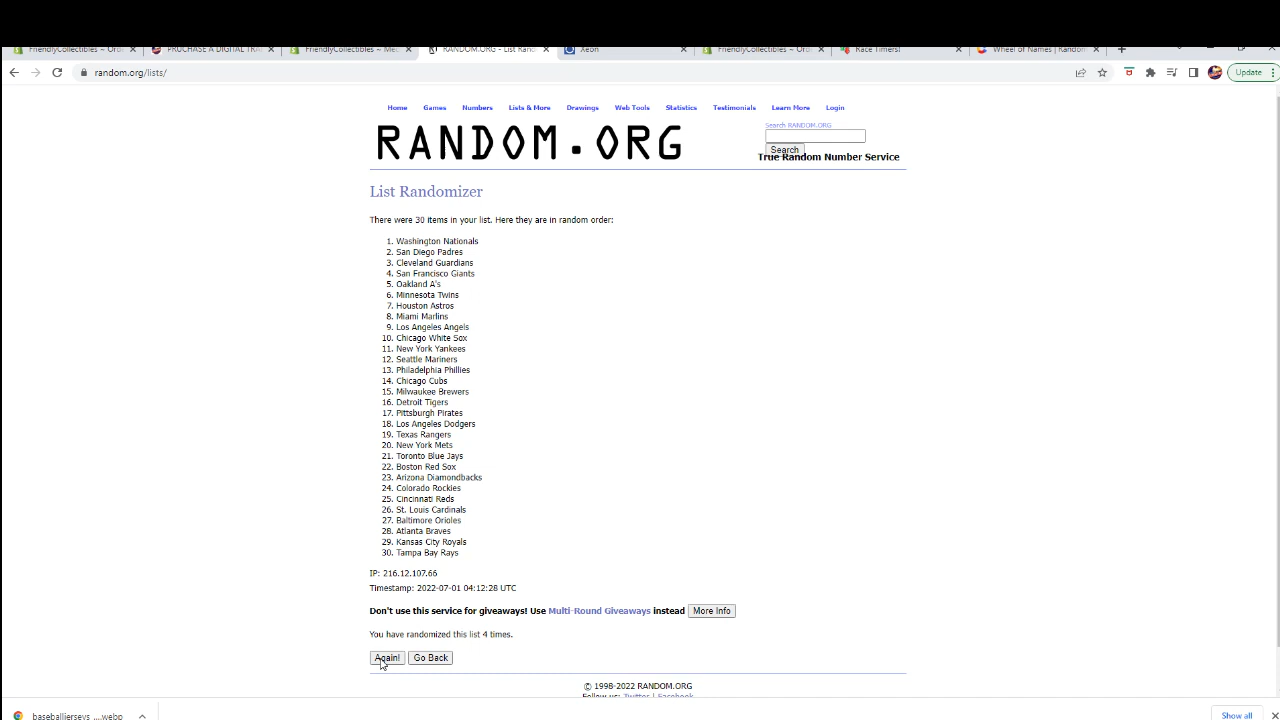 FriendlyCollectibles ~ Ord
PRUCHASE A DIGITAL TRA
FriendlyCollectibles ~ Me
RANDOM.ORG - List Rand
Xeon
FriendlyCollectibles ~ Ord
Race Timers!
Wheel of Names | Random
random.org/lists/
Update
Home Games Numbers Lists & More Drawings Web Tools Statistics Testimonials Learn More Login
Search RANDOM.ORG
RANDOM.ORG
Search
True Random Number Service
List Randomizer
There were 30 items in your list. Here they are in random order:
1. Washington Nationals
2. San Diego Padres
3. Cleveland Guardians
4. San Francisco Giants
5. Oakland A's
6. Minnesota Twins
7. Houston Astros
8. Miami Marlins
9. Los Angeles Angels
10. Chicago White Sox
11. New York Yankees
12. Seattle Mariners
13. Philadelphia Phillies
14. Chicago Cubs
15. Milwaukee Brewers
16. Detroit Tigers
17. Pittsburgh Pirates
18. Los Angeles Dodgers
19. Texas Rangers
20. New York Mets
21. Toronto Blue Jays
22. Boston Red Sox
23. Arizona Diamondbacks
24. Colorado Rockies
25. Cincinnati Reds
26. St. Louis Cardinals
27. Baltimore Orioles
28. Atlanta Braves
29. Kansas City Royals
30. Tampa Bay Rays
IP: 216.12.107.66
Timestamp: 2022-07-01 04:12:28 UTC
Don't use this service for giveaways! Use Multi-Round Giveaways instead More Info
You have randomized this list 4 times.
Again! Go Back
© 1998-2022 RANDOM.ORG
Follow us: Twitter | Facebook
baseballjerseys_....webp
Show all